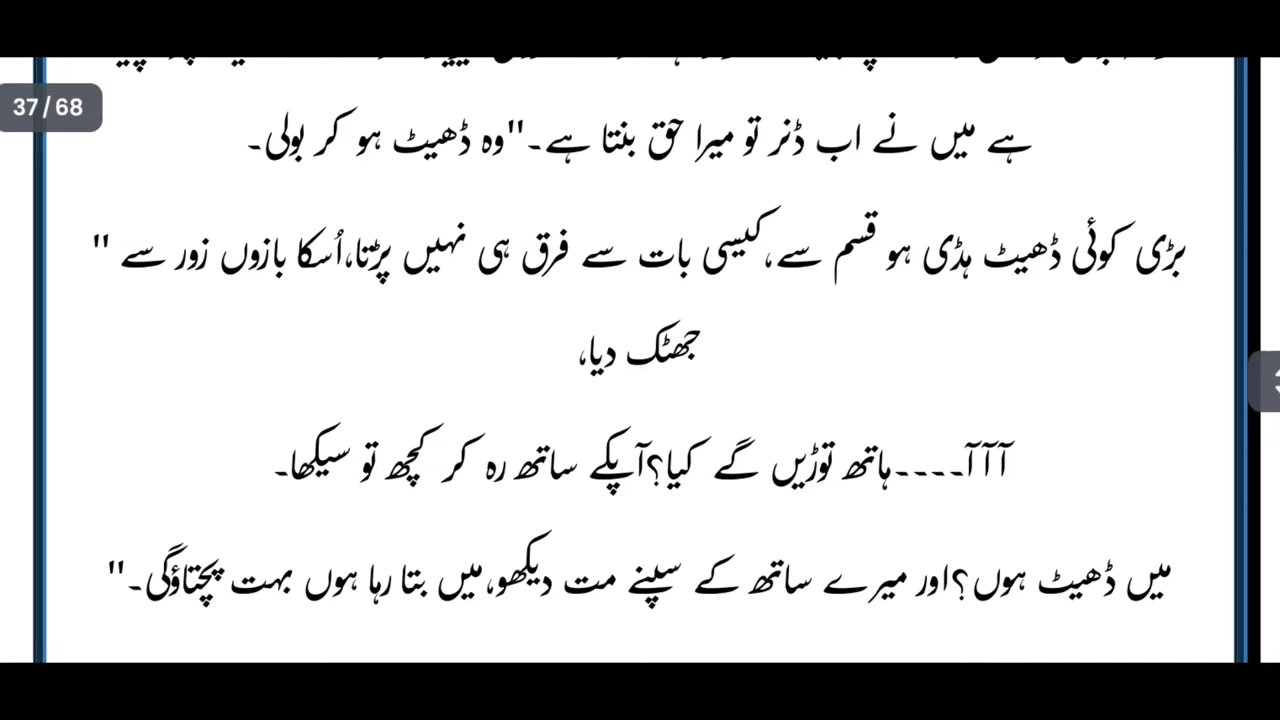 37/68
ہے میں نے اب ڈنر تو میرا حق بنتا ہے۔"وہ ڈھیٹ ہو کر بولی۔
بڑی کوئی ڈھیٹ ہڈی ہو قسم سے،کیسی بات سے فرق ہی نہیں پڑتا،اُسکا بازوں زور سے "
جھٹک دیا،
آآآ۔۔۔۔ہاتھ توڑیں گے کیا؟آپکے ساتھ رہ کر کچھ تو سیکھا۔
میں ڈھیٹ ہوں؟اور میرے ساتھ کے سپنے مت دیکھو،میں بتا رہا ہوں بہت پچتاؤگی۔"